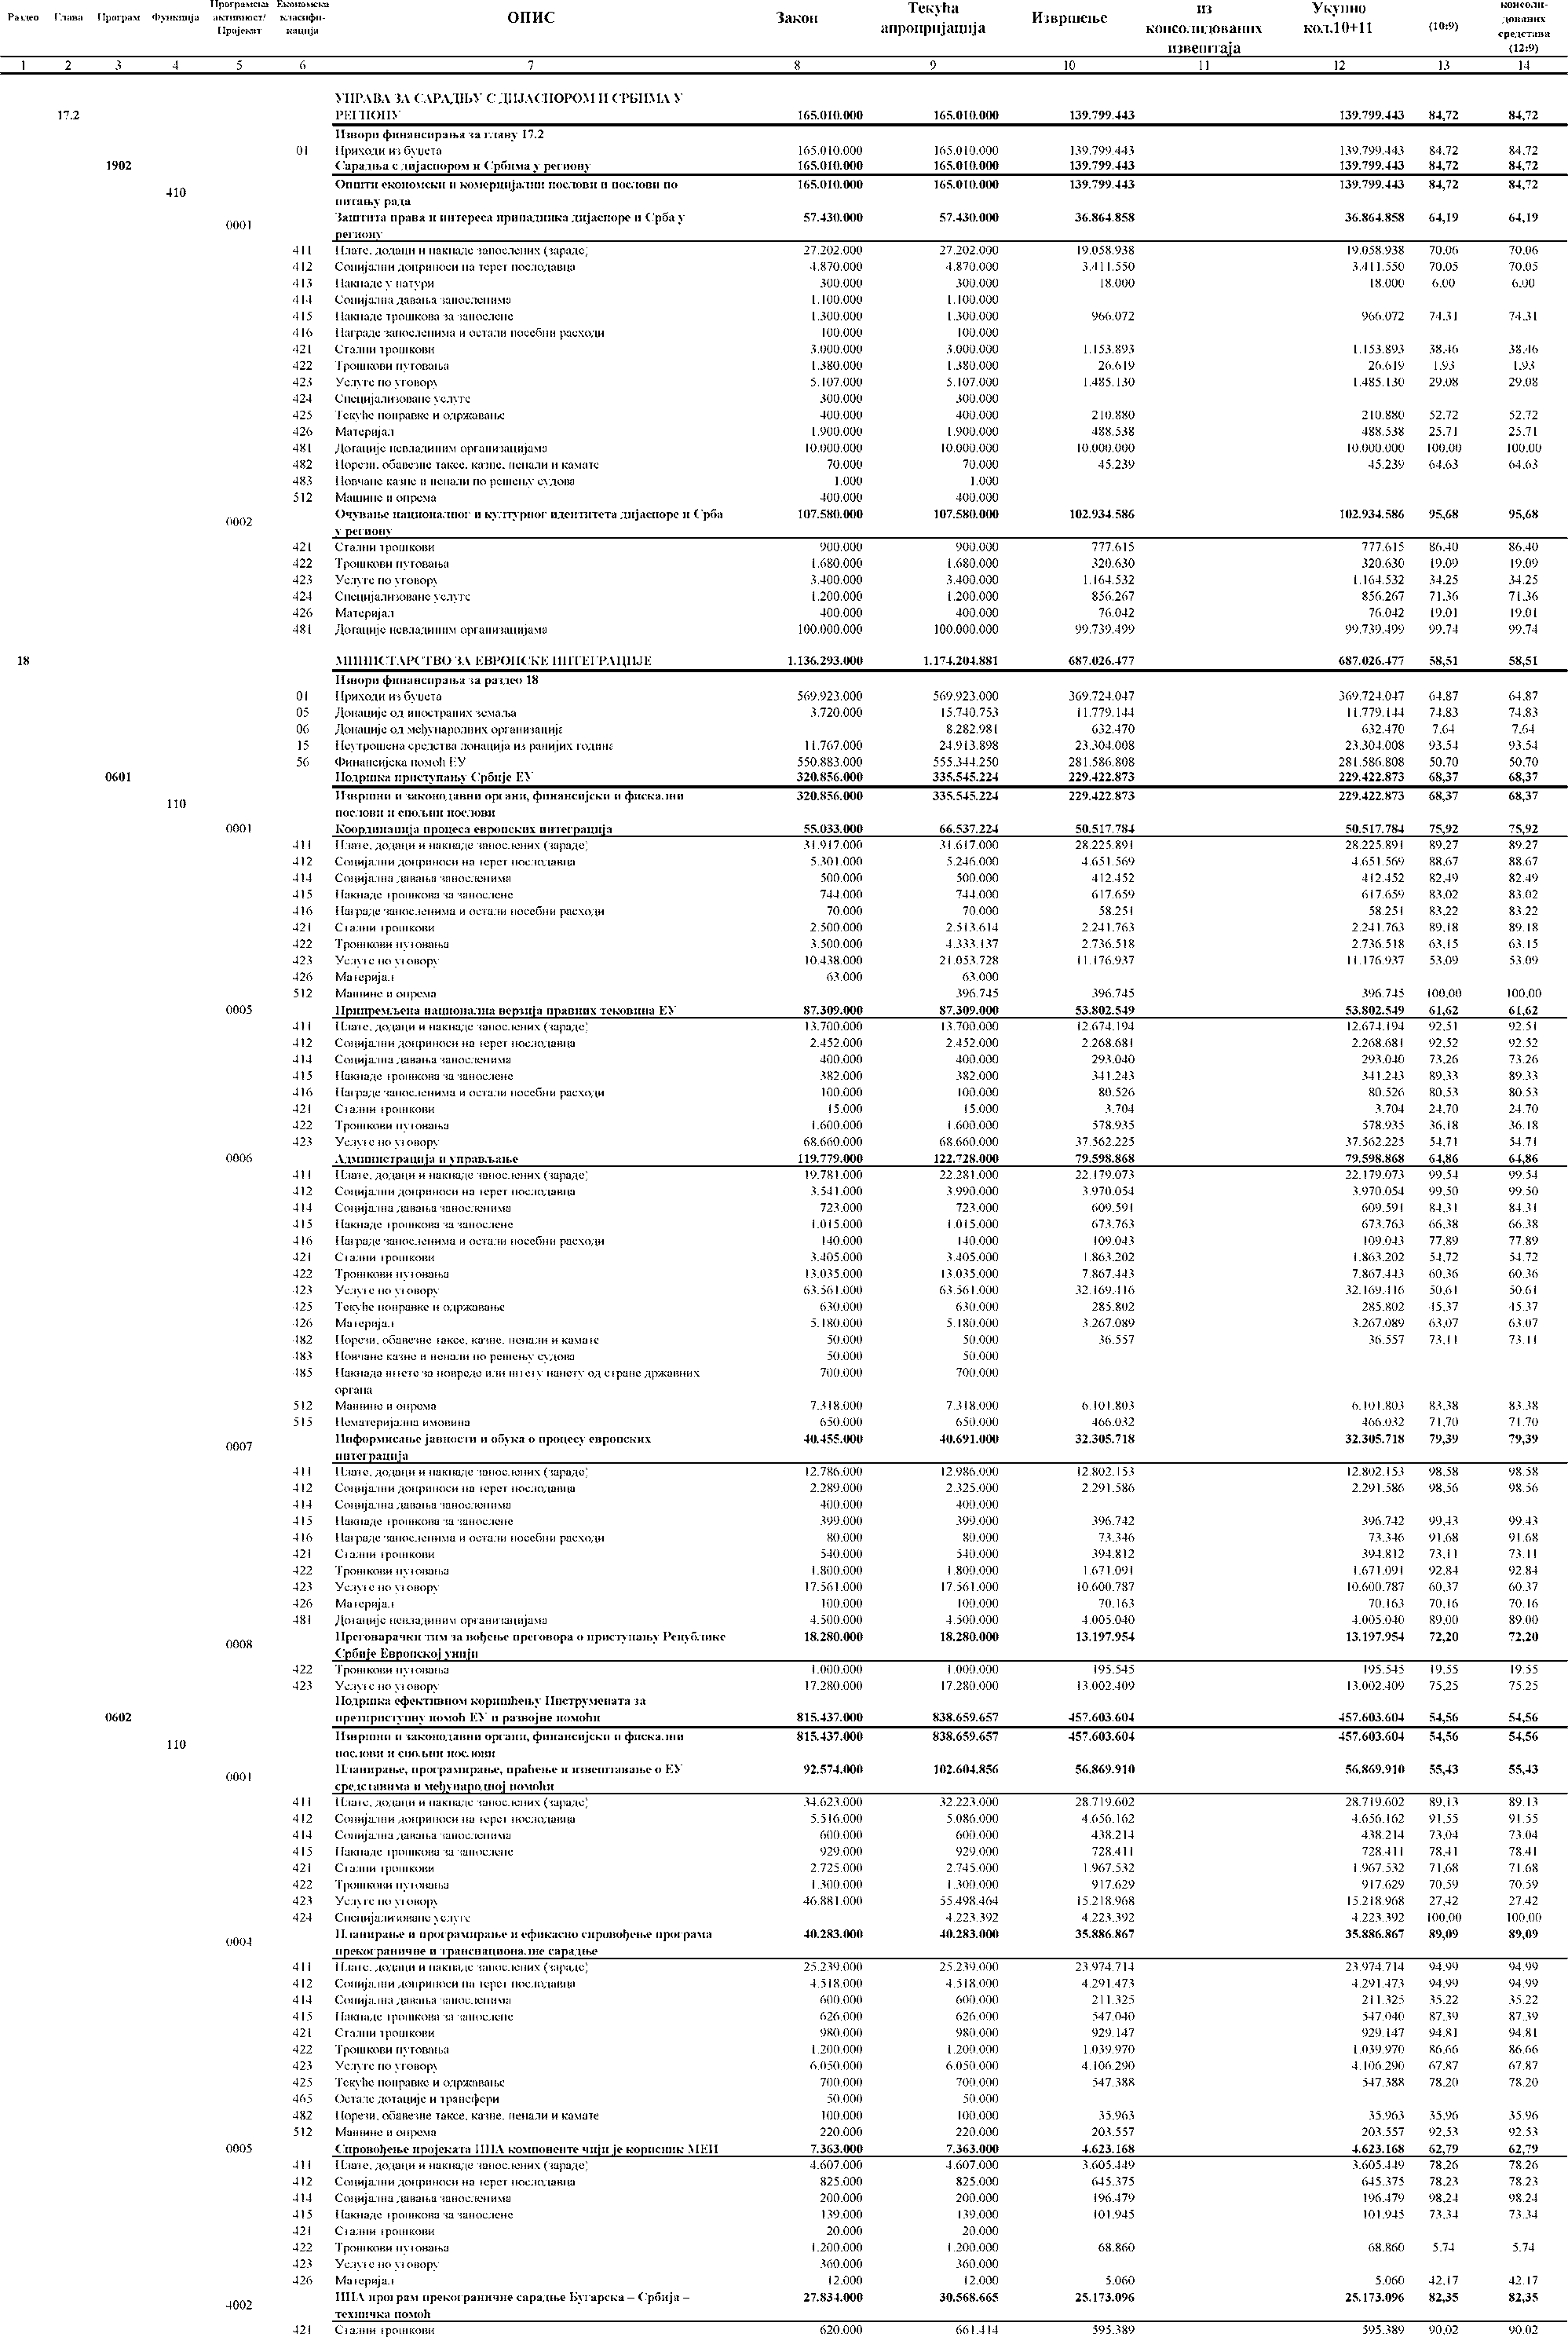 Раздео Глава Програм Функција Програмска активност/ Пројекат Економска класифи- кација ОПИС Закон Текућа апропријација Извршење из консолидованих извештаја Укупно кол.10+11 (10:9) консоли- дованих средстава (12:9)
1 2 3 4 5 6 7 8 9 10 11 12 13 14
УПРАВА ЗА САРАДЊУ С ДИЈАСПОРОМ И СРБИМА У
17.2 РЕГИОНУ 165.010.000 165.010.000 139.799.443 139.799.443 84,72 84,72
Извори финансирања за главу 17.2
01 Приходи из буџета 165.010.000 165.010.000 139.799.443 139.799.443 84,72 84,72
1902 Сарадња с дијаспором и Србима у региону 165.010.000 165.010.000 139.799.443 139.799.443 84,72 84,72
410 Општи економски и комерцијални послови и послови по 165.010.000 165.010.000 139.799.443 139.799.443 84,72 84,72
питању рада
0001 Заштита права и интереса припадника дијаспоре и Срба у 57.430.000 57.430.000 36.864.858 36.864.858 64,19 64,19
региону
411 Плате, додаци и накнаде запослених (зараде) 27.202.000 27.202.000 19.058.938 19.058.938 70,06 70,06
412 Социјални доприноси на терет послодавца 4.870.000 4.870.000 3.411.550 3.411.550 70,05 70,05
413 Накнаде у натури 300.000 300.000 18.000 18.000 6,00 6,00
414 Социјална давања запосленима 1.100.000 1.100.000
415 Накнаде трошкова за запослене 1.300.000 1.300.000 966.072 966.072 74,31 74,31
416 Награде запосленима и остали посебни расходи 100.000 100.000
421 Стални трошкови 3.000.000 3.000.000 1.153.893 1.153.893 38,46 38,46
422 Трошкови путовања 1.380.000 1.380.000 26.619 26.619 1,93 1,93
423 Услуге по уговору 5.107.000 5.107.000 1.485.130 1.485.130 29,08 29,08
424 Специјализоване услуге 300.000 300.000
425 Текуће поправке и одржавање 400.000 400.000 210.880 210.880 52,72 52,72
426 Материјал 1.900.000 1.900.000 488.538 488.538 25,71 25,71
481 Дотације невладиним организацијама 10.000.000 10.000.000 10.000.000 10.000.000 100,00 100,00
482 Порези, обавезне таксе, казне, пенали и камате 70.000 70.000 45.239 45.239 64,63 64,63
483 Новчане казне и пенали по решењу судова 1.000 1.000
512 Машине и опрема 400.000 400.000
0002 Очување националног и културног идентитета дијаспоре и Срба 107.580.000 107.580.000 102.934.586 102.934.586 95,68 95,68
у региону
421 Стални трошкови 900.000 900.000 777.615 777.615 86,40 86,40
422 Трошкови путовања 1.680.000 1.680.000 320.630 320.630 19,09 19,09
423 Услуге по уговору 3.400.000 3.400.000 1.164.532 1.164.532 34,25 34,25
424 Специјализоване услуге 1.200.000 1.200.000 856.267 856.267 71,36 71,36
426 Материјал 400.000 400.000 76.042 76.042 19,01 19,01
481 Дотације невладиним организацијама 100.000.000 100.000.000 99.739.499 99.739.499 99,74 99,74
18 МИНИСТАРСТВО ЗА ЕВРОПСКЕ ИНТЕГРАЦИЈЕ 1.136.293.000 1.174.204.881 687.026.477 687.026.477 58,51 58,51
Извори финансирања за раздео 18
01 Приходи из буџета 569.923.000 569.923.000 369.724.047 369.724.047 64,87 64,87
05 Донације од иностраних земаља 3.720.000 15.740.753 11.779.144 11.779.144 74,83 74,83
06 Донације од међународних организација 8.282.981 632.470 632.470 7,64 7,64
15 Неутрошена средства донација из ранијих година 11.767.000 24.913.898 23.304.008 23.304.008 93,54 93,54
56 Финансијска помоћ ЕУ 550.883.000 555.344.250 281.586.808 281.586.808 50,70 50,70
0601 Подршка приступању Србије ЕУ 320.856.000 335.545.224 229.422.873 229.422.873 68,37 68,37
110 Извршни и законодавни органи, финансијски и фискални 320.856.000 335.545.224 229.422.873 229.422.873 68,37 68,37
послови и спољни послови
0001 Координација процеса европских интеграција 55.033.000 66.537.224 50.517.784 50.517.784 75,92 75,92
411 Плате, додаци и накнаде запослених (зараде) 31.917.000 31.617.000 28.225.891 28.225.891 89,27 89,27
412 Социјални доприноси на терет послодавца 5.301.000 5.246.000 4.651.569 4.651.569 88,67 88,67
414 Социјална давања запосленима 500.000 500.000 412.452 412.452 82,49 82,49
415 Накнаде трошкова за запослене 744.000 744.000 617.659 617.659 83,02 83,02
416 Награде запосленима и остали посебни расходи 70.000 70.000 58.251 58.251 83,22 83,22
421 Стални трошкови 2.500.000 2.513.614 2.241.763 2.241.763 89,18 89,18
422 Трошкови путовања 3.500.000 4.333.137 2.736.518 2.736.518 63,15 63,15
423 Услуге по уговору 10.438.000 21.053.728 11.176.937 11.176.937 53,09 53,09
426 Материјал 63.000 63.000
512 Машине и опрема 396.745 396.745 396.745 100,00 100,00
0005 Припремљена национална верзија правних тековина ЕУ 87.309.000 87.309.000 53.802.549 53.802.549 61,62 61,62
411 Плате, додаци и накнаде запослених (зараде) 13.700.000 13.700.000 12.674.194 12.674.194 92,51 92,51
412 Социјални доприноси на терет послодавца 2.452.000 2.452.000 2.268.681 2.268.681 92,52 92,52
414 Социјална давања запосленима 400.000 400.000 293.040 293.040 73,26 73,26
415 Накнаде трошкова за запослене 382.000 382.000 341.243 341.243 89,33 89,33
416 Награде запосленима и остали посебни расходи 100.000 100.000 80.526 80.526 80,53 80,53
421 Стални трошкови 15.000 15.000 3.704 3.704 24,70 24,70
422 Трошкови путовања 1.600.000 1.600.000 578.935 578.935 36,18 36,18
423 Услуге по уговору 68.660.000 68.660.000 37.562.225 37.562.225 54,71 54,71
0006 Администрација и управљање 119.779.000 122.728.000 79.598.868 79.598.868 64,86 64,86
411 Плате, додаци и накнаде запослених (зараде) 19.781.000 22.281.000 22.179.073 22.179.073 99,54 99,54
412 Социјални доприноси на терет послодавца 3.541.000 3.990.000 3.970.054 3.970.054 99,50 99,50
414 Социјална давања запосленима 723.000 723.000 609.591 609.591 84,31 84,31
415 Накнаде трошкова за запослене 1.015.000 1.015.000 673.763 673.763 66,38 66,38
416 Награде запосленима и остали посебни расходи 140.000 140.000 109.043 109.043 77,89 77,89
421 Стални трошкови 3.405.000 3.405.000 1.863.202 1.863.202 54,72 54,72
422 Трошкови путовања 13.035.000 13.035.000 7.867.443 7.867.443 60,36 60,36
423 Услуге по уговору 63.561.000 63.561.000 32.169.416 32.169.416 50,61 50,61
425 Текуће поправке и одржавање 630.000 630.000 285.802 285.802 45,37 45,37
426 Материјал 5.180.000 5.180.000 3.267.089 3.267.089 63,07 63,07
482 Порези, обавезне таксе, казне, пенали и камате 50.000 50.000 36.557 36.557 73,11 73,11
483 Новчане казне и пенали по решењу судова 50.000 50.000
485 Накнада штете за повреде или штету нанету од стране државних 700.000 700.000
органа
512 Машине и опрема 7.318.000 7.318.000 6.101.803 6.101.803 83,38 83,38
515 Нематеријална имовина 650.000 650.000 466.032 466.032 71,70 71,70
0007 Информисање јавности и обука о процесу европских 40.455.000 40.691.000 32.305.718 32.305.718 79,39 79,39
интеграција
411 Плате, додаци и накнаде запослених (зараде) 12.786.000 12.986.000 12.802.153 12.802.153 98,58 98,58
412 Социјални доприноси на терет послодавца 2.289.000 2.325.000 2.291.586 2.291.586 98,56 98,56
414 Социјална давања запосленима 400.000 400.000
415 Накнаде трошкова за запослене 399.000 399.000 396.742 396.742 99,43 99,43
416 Награде запосленима и остали посебни расходи 80.000 80.000 73.346 73.346 91,68 91,68
421 Стални трошкови 540.000 540.000 394.812 394.812 73,11 73,11
422 Трошкови путовања 1.800.000 1.800.000 1.671.091 1.671.091 92,84 92,84
423 Услуге по уговору 17.561.000 17.561.000 10.600.787 10.600.787 60,37 60,37
426 Материјал 100.000 100.000 70.163 70.163 70,16 70,16
481 Дотације невладиним организацијама 4.500.000 4.500.000 4.005.040 4.005.040 89,00 89,00
0008 Преговарачки тим за вођење преговора о приступању Републике 18.280.000 18.280.000 13.197.954 13.197.954 72,20 72,20
Србије Европској унији
422 Трошкови путовања 1.000.000 1.000.000 195.545 195.545 19,55 19,55
423 Услуге по уговору 17.280.000 17.280.000 13.002.409 13.002.409 75,25 75,25
Подршка ефективном коришћењу Инструмената за
0602 претприступну помоћ ЕУ и развојне помоћи 815.437.000 838.659.657 457.603.604 457.603.604 54,56 54,56
110 Извршни и законодавни органи, финансијски и фискални 815.437.000 838.659.657 457.603.604 457.603.604 54,56 54,56
послови и спољни послови
0001 Планирање, програмирање, праћење и извештавање о ЕУ 92.574.000 102.604.856 56.869.910 56.869.910 55,43 55,43
средствима и међународној помоћи
411 Плате, додаци и накнаде запослених (зараде) 34.623.000 32.223.000 28.719.602 28.719.602 89,13 89,13
412 Социјални доприноси на терет послодавца 5.516.000 5.086.000 4.656.162 4.656.162 91,55 91,55
414 Социјална давања запосленима 600.000 600.000 438.214 438.214 73,04 73,04
415 Накнаде трошкова за запослене 929.000 929.000 728.411 728.411 78,41 78,41
421 Стални трошкови 2.725.000 2.745.000 1.967.532 1.967.532 71,68 71,68
422 Трошкови путовања 1.300.000 1.300.000 917.629 917.629 70,59 70,59
423 Услуге по уговору 46.881.000 55.498.464 15.218.968 15.218.968 27,42 27,42
424 Специјализоване услуге 4.223.392 4.223.392 4.223.392 100,00 100,00
0004 Планирање и програмирање и ефикасно спровођење програма 40.283.000 40.283.000 35.886.867 35.886.867 89,09 89,09
прекограничне и транснационалне сарадње
411 Плате, додаци и накнаде запослених (зараде) 25.239.000 25.239.000 23.974.714 23.974.714 94,99 94,99
412 Социјални доприноси на терет послодавца 4.518.000 4.518.000 4.291.473 4.291.473 94,99 94,99
414 Социјална давања запосленима 600.000 600.000 211.325 211.325 35,22 35,22
415 Накнаде трошкова за запослене 626.000 626.000 547.040 547.040 87,39 87,39
421 Стални трошкови 980.000 980.000 929.147 929.147 94,81 94,81
422 Трошкови путовања 1.200.000 1.200.000 1.039.970 1.039.970 86,66 86,66
423 Услуге по уговору 6.050.000 6.050.000 4.106.290 4.106.290 67,87 67,87
425 Текуће поправке и одржавање 700.000 700.000 547.388 547.388 78,20 78,20
465 Остале дотације и трансфери 50.000 50.000
482 Порези, обавезне таксе, казне, пенали и камате 100.000 100.000 35.963 35.963 35,96 35,96
512 Машине и опрема 220.000 220.000 203.557 203.557 92,53 92,53
0005 Спровођење пројеката ИПА компоненте чији је корисник МЕИ 7.363.000 7.363.000 4.623.168 4.623.168 62,79 62,79
411 Плате, додаци и накнаде запослених (зараде) 4.607.000 4.607.000 3.605.449 3.605.449 78,26 78,26
412 Социјални доприноси на терет послодавца 825.000 825.000 645.375 645.375 78,23 78,23
414 Социјална давања запосленима 200.000 200.000 196.479 196.479 98,24 98,24
415 Накнаде трошкова за запослене 139.000 139.000 101.945 101.945 73,34 73,34
421 Стални трошкови 20.000 20.000
422 Трошкови путовања 1.200.000 1.200.000 68.860 68.860 5,74 5,74
423 Услуге по уговору 360.000 360.000
426 Материјал 12.000 12.000 5.060 5.060 42,17 42,17
4002 ИПА програм прекограничне сарадње Бугарска – Србија – 27.834.000 30.568.665 25.173.096 25.173.096 82,35 82,35
техничка помоћ
421 Стални трошкови 620.000 661.414 595.389 595.389 90,02 90,02